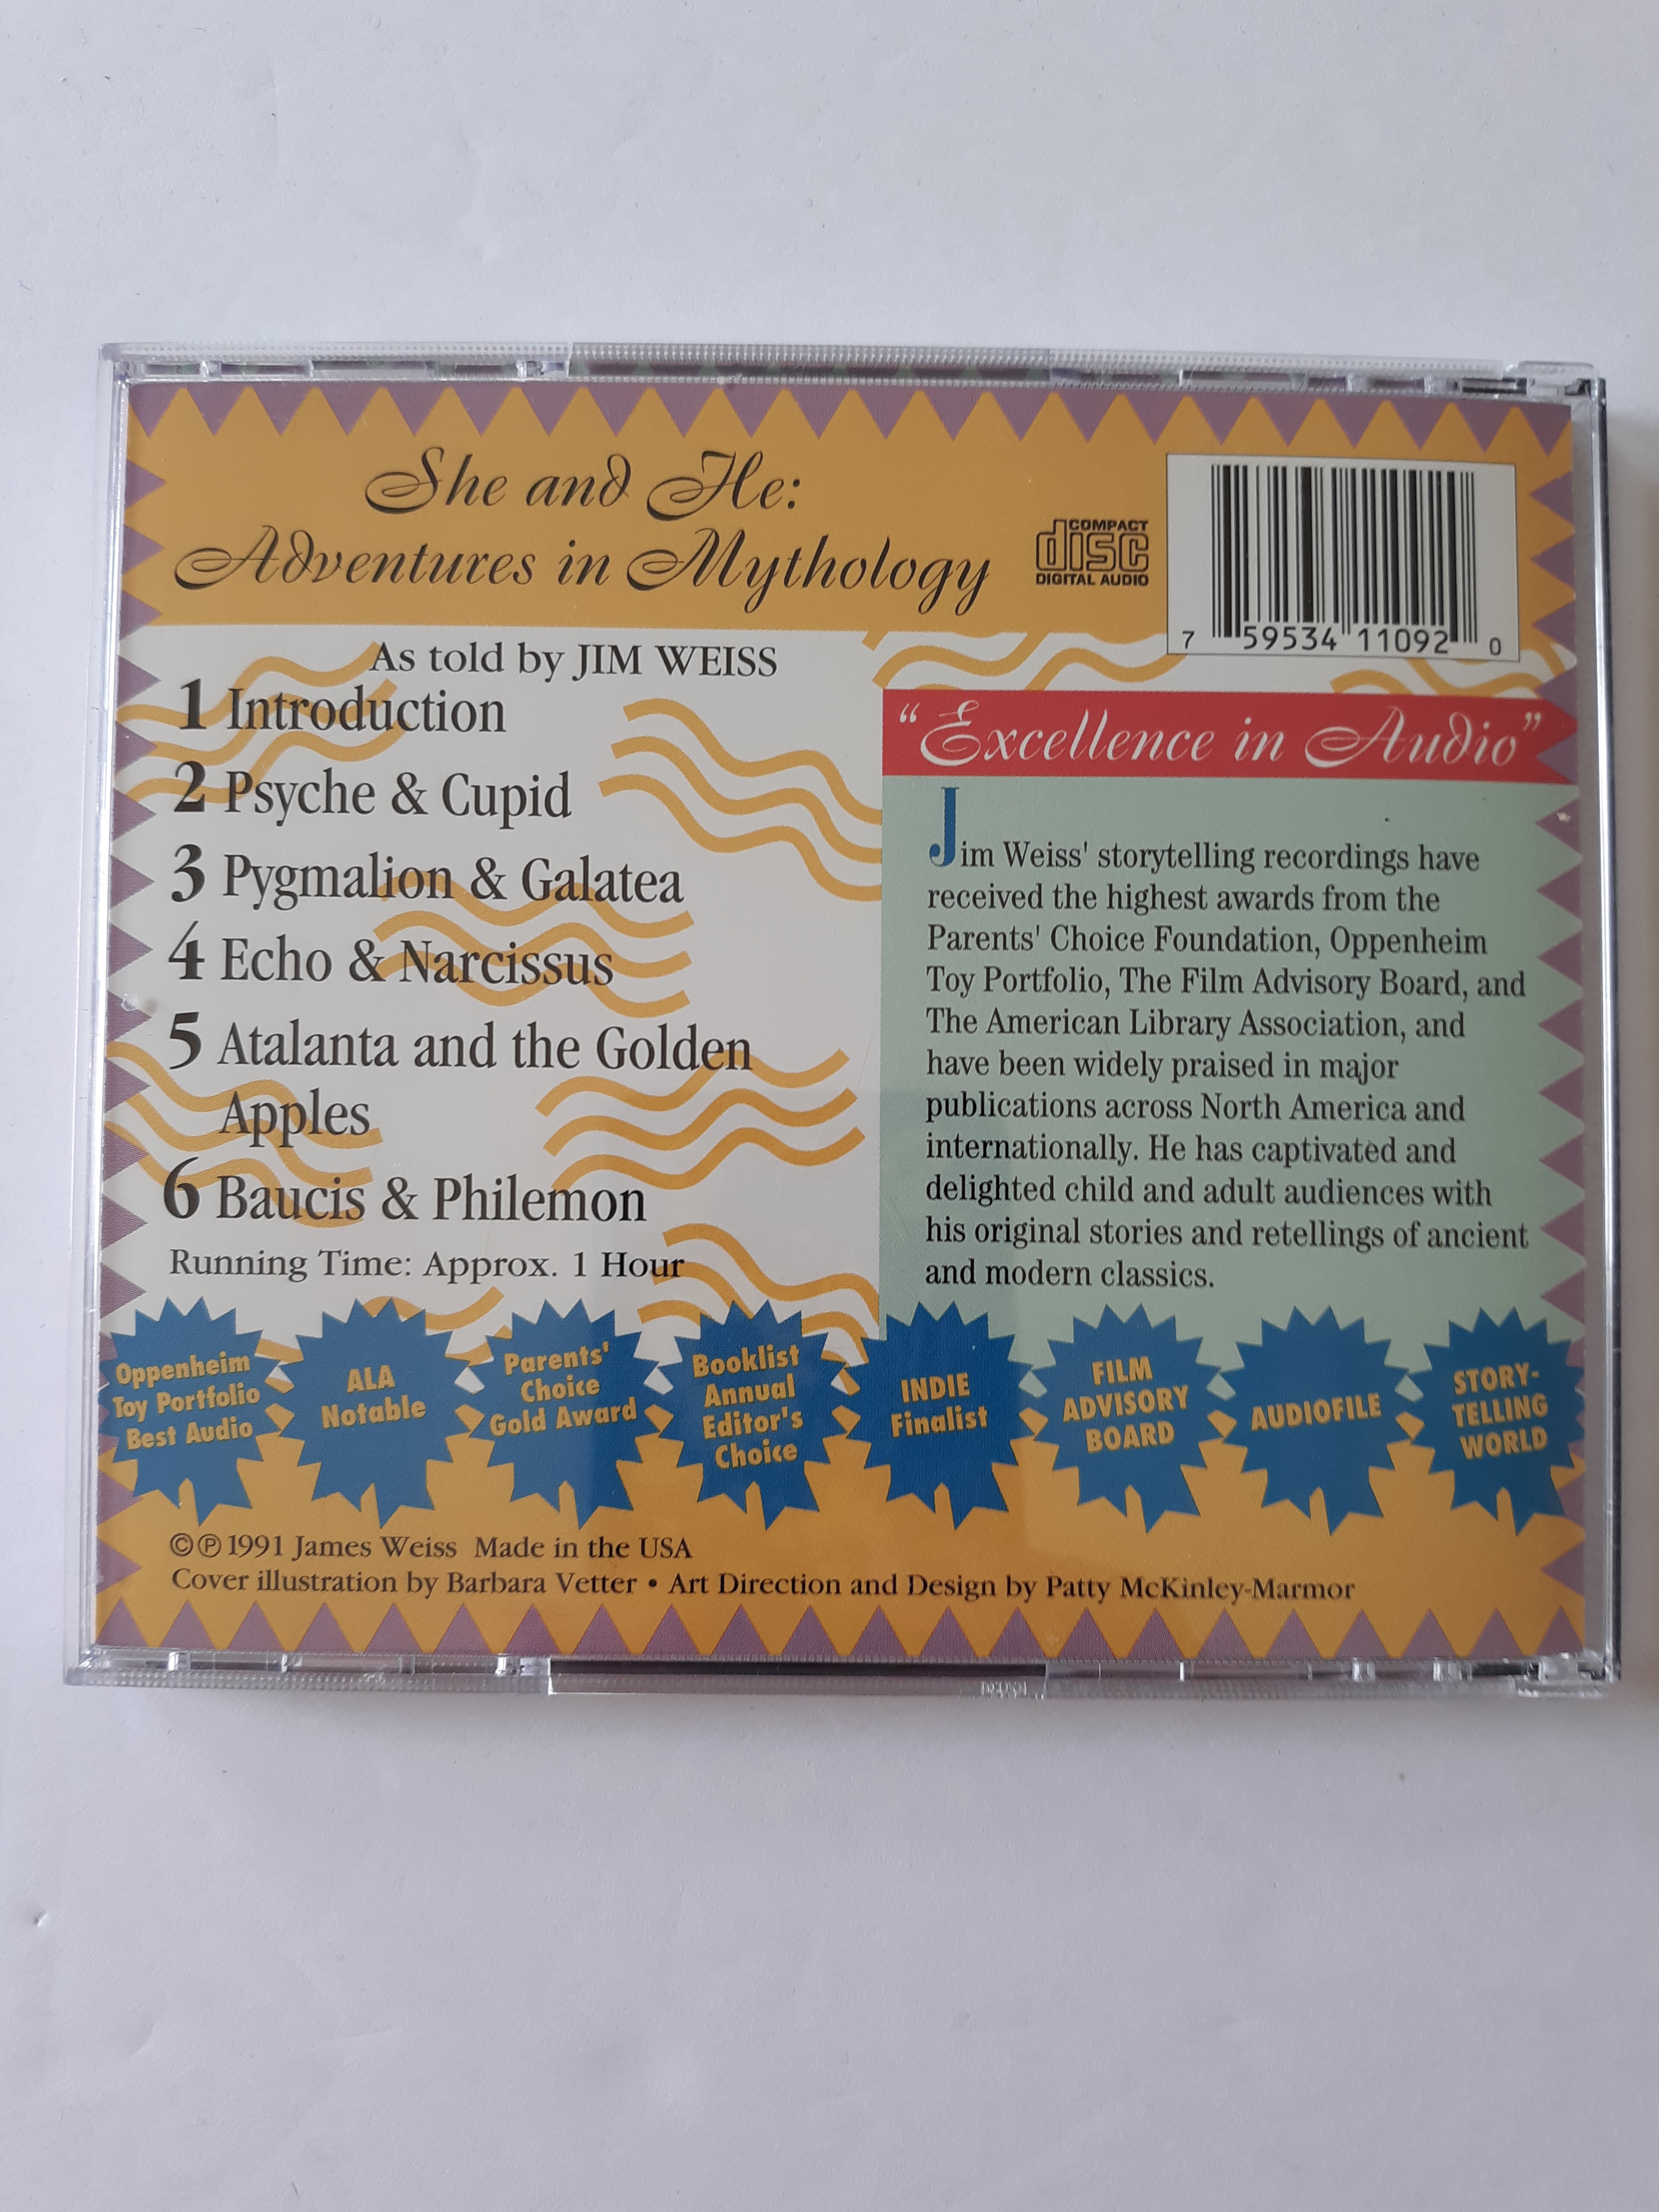 She and He:
Adventures in Mythology
COMPACT
disc
DIGITAL AUDIO
7 59534 11092 0
As told by JIM WEISS
1 Introduction
2 Psyche & Cupid
3 Pygmalion & Galatea
4 Echo & Narcissus
5 Atalanta and the Golden
Apples
6 Baucis & Philemon
Running Time: Approx. 1 Hour
“Excellence in Audio”
Jim Weiss' storytelling recordings have
received the highest awards from the
Parents' Choice Foundation, Oppenheim
Toy Portfolio, The Film Advisory Board, and
The American Library Association, and
have been widely praised in major
publications across North America and
internationally. He has captivated and
delighted child and adult audiences with
his original stories and retellings of ancient
and modern classics.
Oppenheim
Toy Portfolio
Best Audio
ALA
Notable
Parents'
Choice
Gold Award
Booklist
Annual
Editor's
Choice
INDIE
Finalist
FILM
ADVISORY
BOARD
AUDIOFILE
STORY-
TELLING
WORLD
©℗ 1991 James Weiss Made in the USA
Cover illustration by Barbara Vetter • Art Direction and Design by Patty McKinley-Marmor